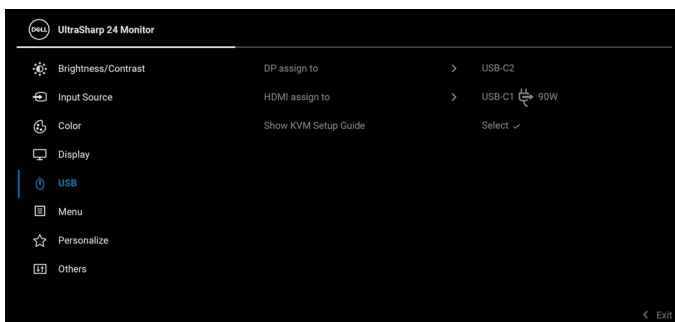 DELL UltraSharp 24 Monitor
Brightness/Contrast DP assign to > USB-C2
Input Source HDMI assign to > USB-C1 90W
Color Show KVM Setup Guide Select ✓
Display
USB
Menu
Personalize
Others
< Exit